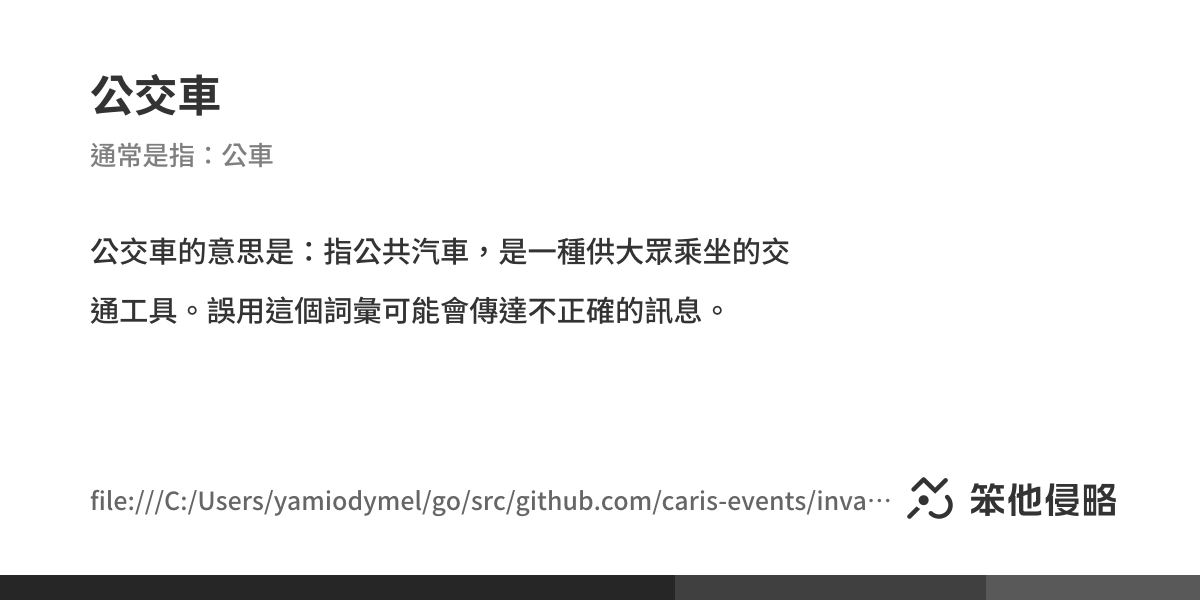 公交車
通常是指：公車
公交車的意思是：指公共汽車，是一種供大眾乘坐的交
通工具。誤用這個詞彙可能會傳達不正確的訊息。
file:///C:/Users/yamiodymel/go/src/github.com/caris-events/inva…
笨他侵略